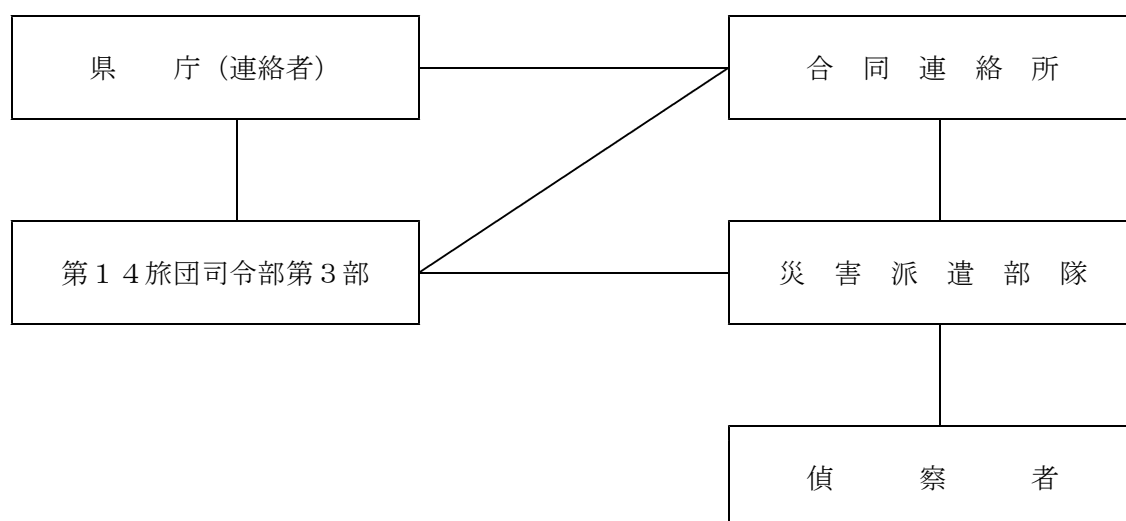 県　　庁（連絡者）
合　同　連　絡　所
第１４旅団司令部第３部
災　害　派　遣　部　隊
偵　　　察　　　者